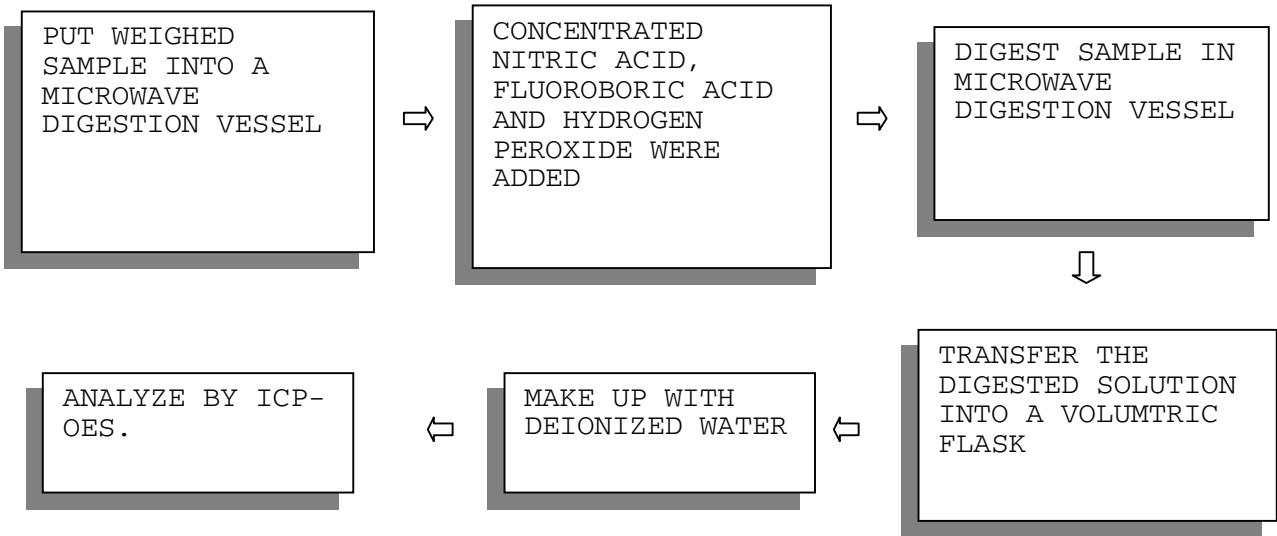 PUT WEIGHED
SAMPLE INTO A
MICROWAVE
DIGESTION VESSEL
CONCENTRATED
NITRIC ACID,
FLUOROBORIC ACID
AND HYDROGEN
PEROXIDE WERE
ADDED
DIGEST SAMPLE IN
MICROWAVE
DIGESTION VESSEL
TRANSFER THE
DIGESTED SOLUTION
INTO A VOLUMTRIC
FLASK
MAKE UP WITH
DEIONIZED WATER
ANALYZE BY ICP-
OES.